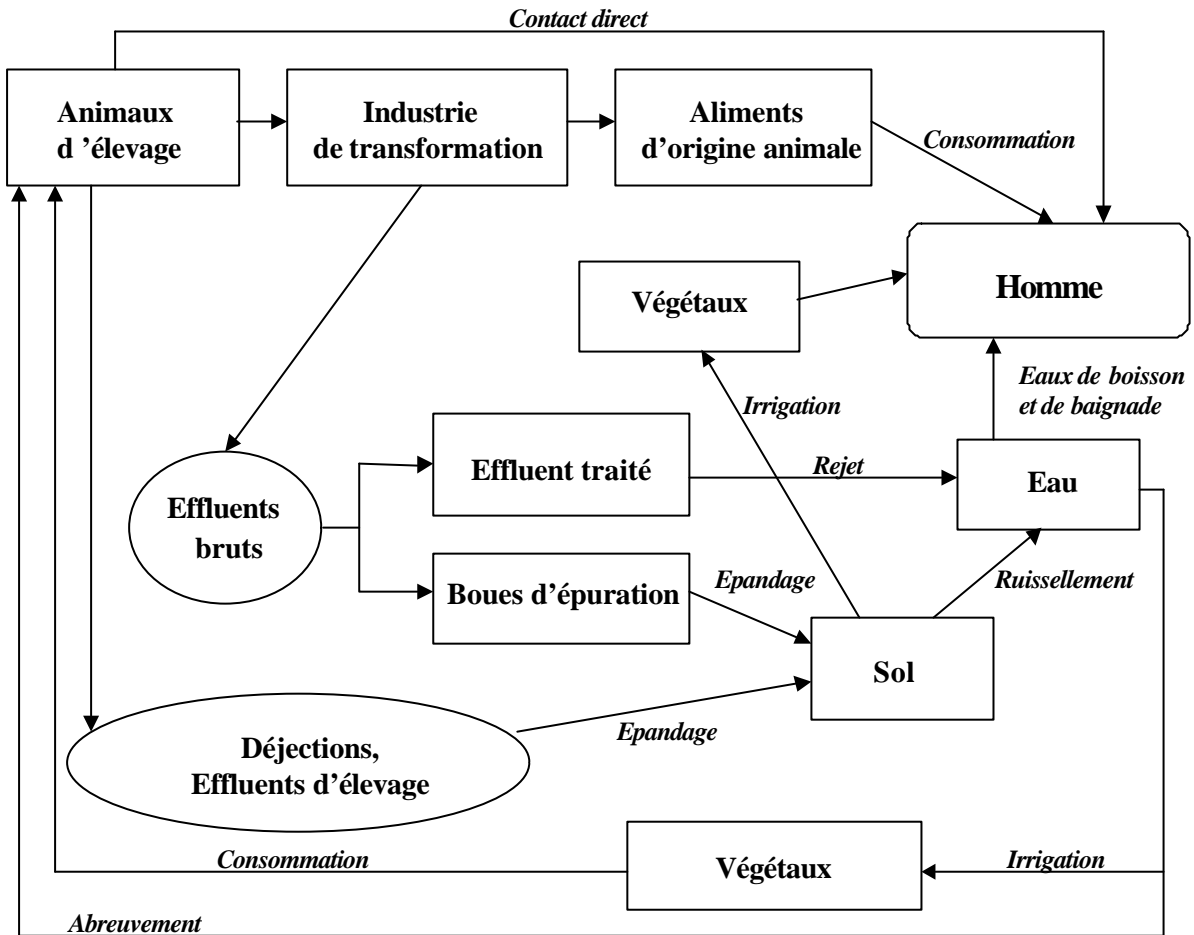 Contact direct
Animaux
d ’élevage
Industrie
de transformation
Aliments
d’origine animale
Consommation
Homme
Végétaux
Eaux de boisson
et de baignade
Irrigation
Effluents
bruts
Effluent traité
Rejet
Eau
Boues d’épuration
Epandage
Ruissellement
Sol
Déjections,
Effluents d’élevage
Epandage
Consommation
Végétaux
Irrigation
Abreuvement